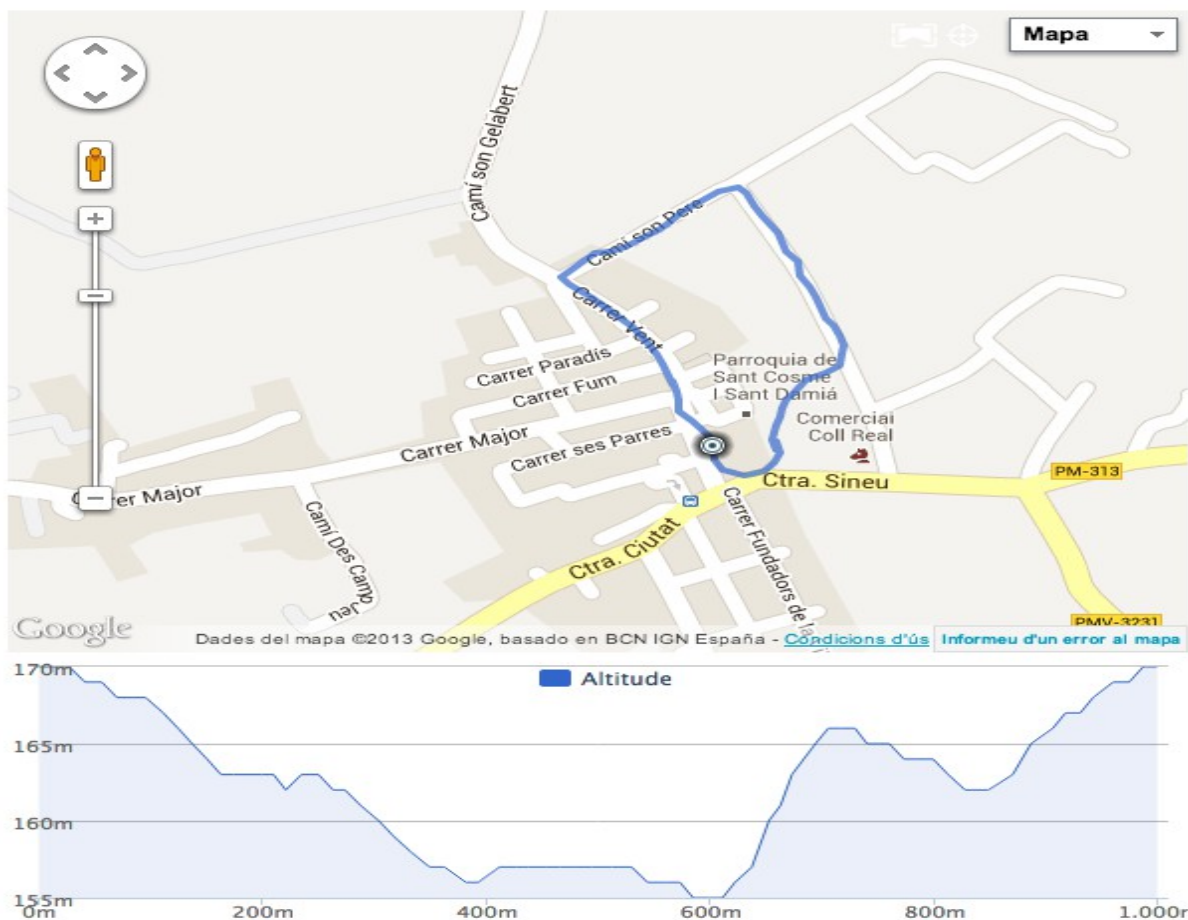 Mapa
Camí son Gelabert
Camí son Pere
Carrer Vent
Carrer Paradís
Parroquia de
Sant Cosme
I Sant Damiá
Carrer Fum
Carrer Major
Carrer ses Parres
Comercial
Coll Real
PM-313
Carrer Major
Ctra. Sineu
Camí Des Camp
Ctra. Ciutat
Carrer Fundadors de la
PMV-3231
Google
Dades del mapa ©2013 Google, basado en BCN IGN España - Condicions d'ús
Informeu d'un error al mapa
170m
Altitude
165m
160m
155m
0m
200m
400m
600m
800m
1.000m